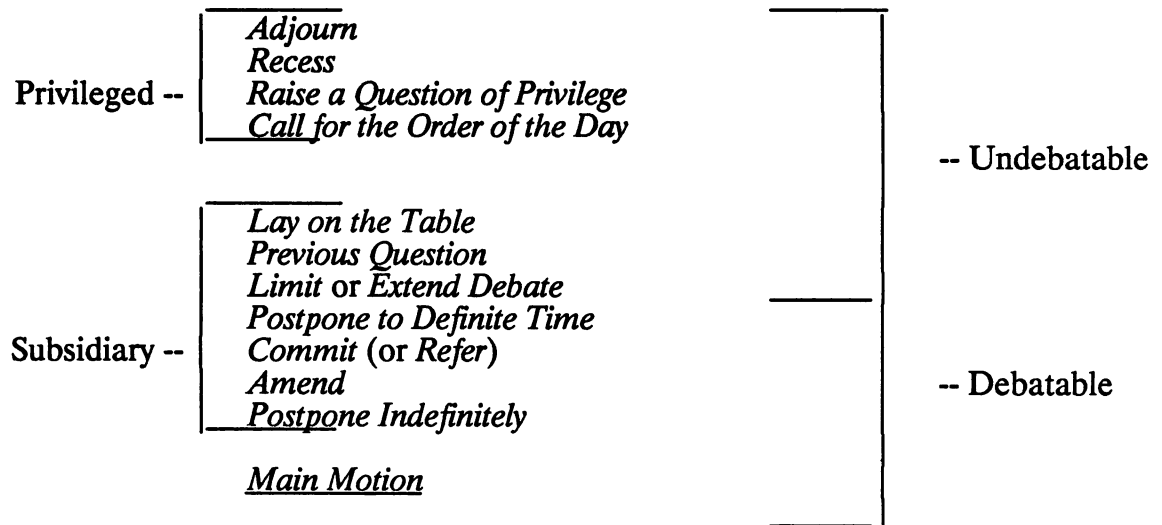 Adjourn
Recess
Privileged -- Raise a Question of Privilege
Call for the Order of the Day
-- Undebatable
Lay on the Table
Previous Question
Limit or Extend Debate
Postpone to Definite Time
Subsidiary -- Commit (or Refer)
Amend -- Debatable
Postpone Indefinitely
Main Motion